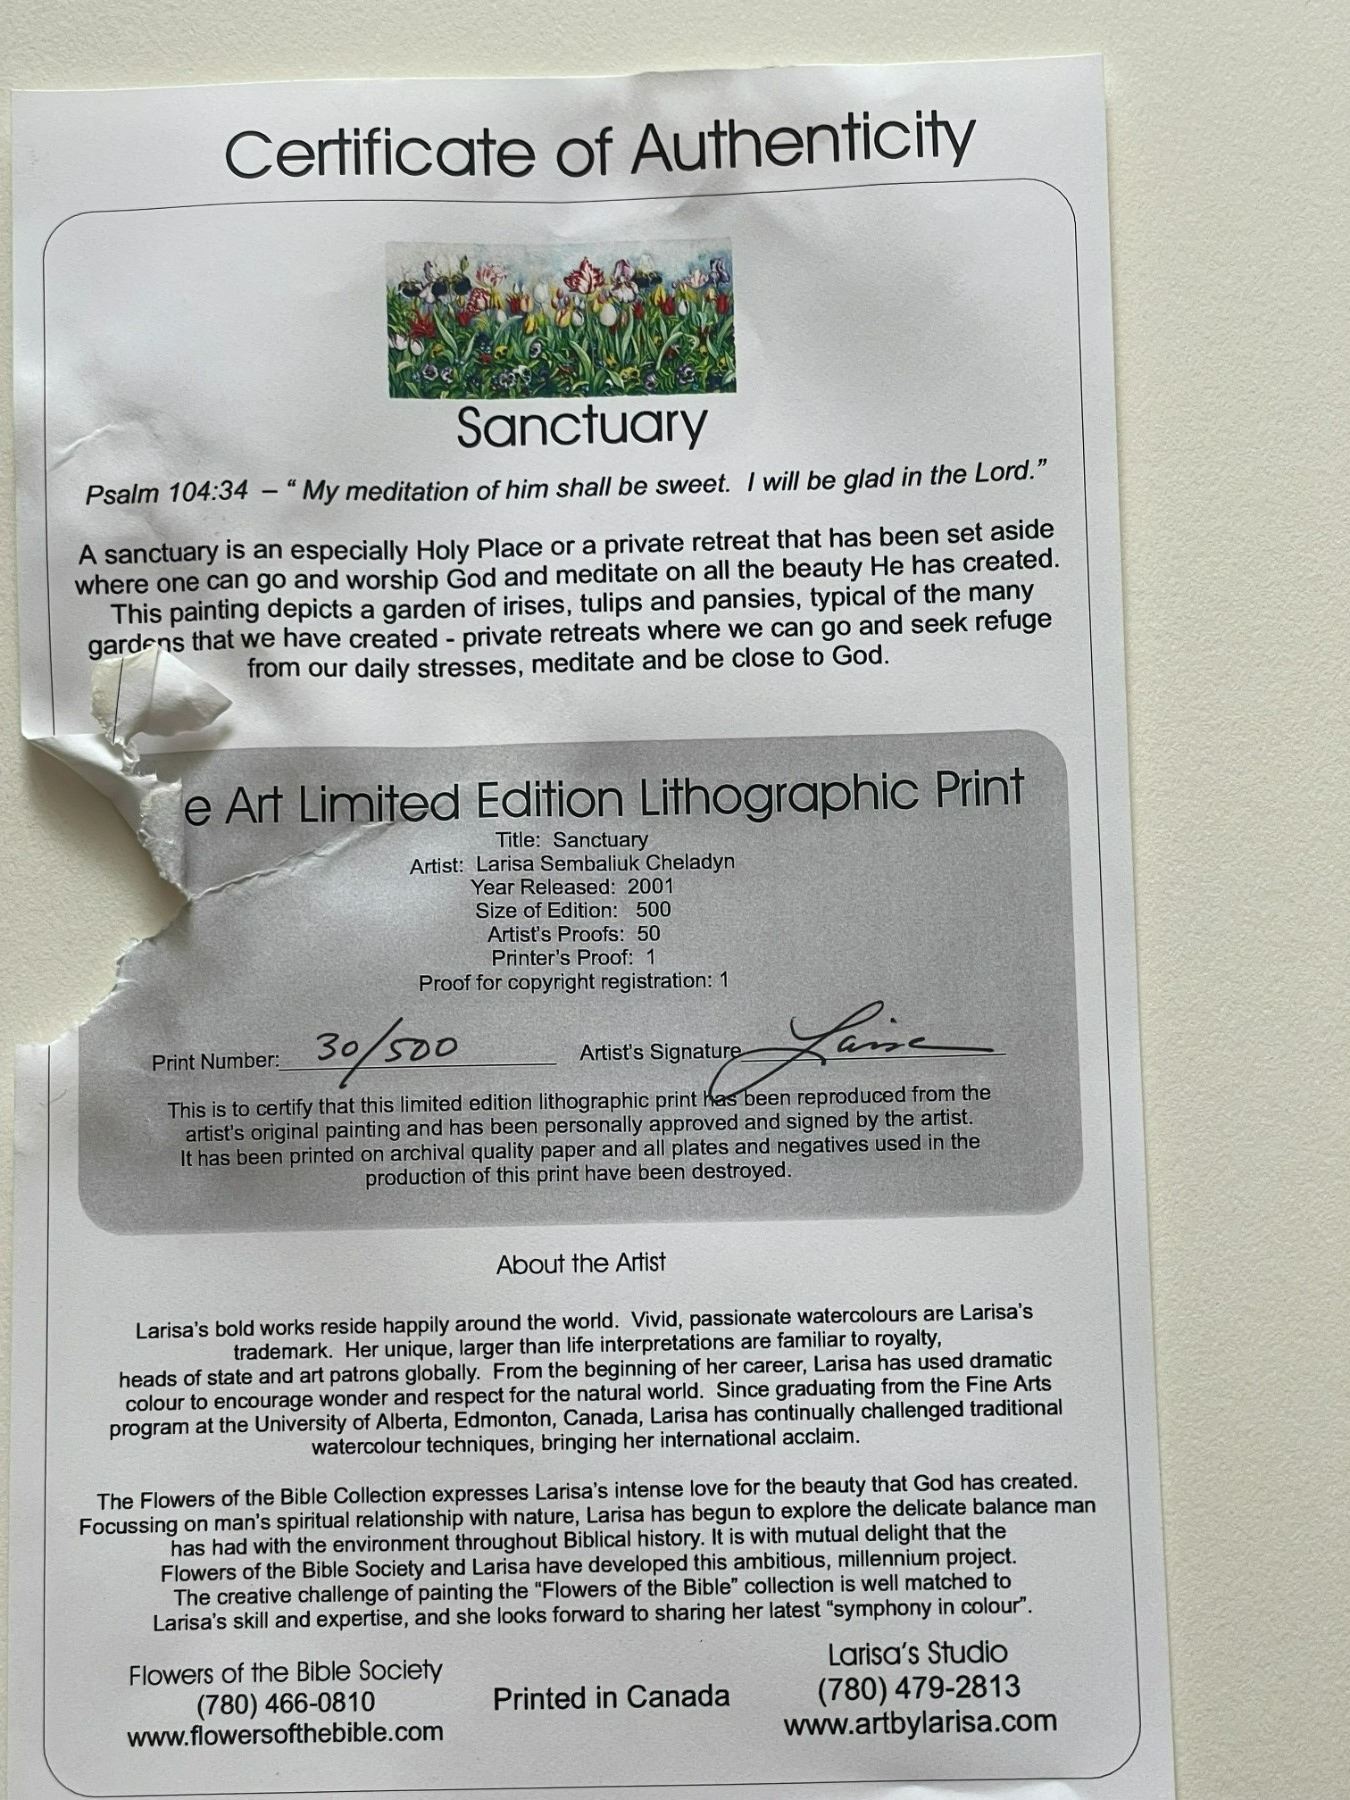 Certificate of Authenticity
Sanctuary
Psalm 104:34 – “ My meditation of him shall be sweet.  I will be glad in the Lord.”
A sanctuary is an especially Holy Place or a private retreat that has been set aside
where one can go and worship God and meditate on all the beauty He has created.
This painting depicts a garden of irises, tulips and pansies, typical of the many
gardens that we have created - private retreats where we can go and seek refuge
from our daily stresses, meditate and be close to God.
e Art Limited Edition Lithographic Print
Title: Sanctuary
Artist: Larisa Sembaliuk Cheladyn
Year Released: 2001
Size of Edition: 500
Artist's Proofs: 50
Printer's Proof: 1
Proof for copyright registration: 1
Print Number: 30/500 Artist's Signature Larisa
This is to certify that this limited edition lithographic print has been reproduced from the
artist's original painting and has been personally approved and signed by the artist.
It has been printed on archival quality paper and all plates and negatives used in the
production of this print have been destroyed.
About the Artist
Larisa's bold works reside happily around the world.  Vivid, passionate watercolours are Larisa's
trademark.  Her unique, larger than life interpretations are familiar to royalty,
heads of state and art patrons globally.  From the beginning of her career, Larisa has used dramatic
colour to encourage wonder and respect for the natural world.  Since graduating from the Fine Arts
program at the University of Alberta, Edmonton, Canada, Larisa has continually challenged traditional
watercolour techniques, bringing her international acclaim.
The Flowers of the Bible Collection expresses Larisa's intense love for the beauty that God has created.
Focussing on man's spiritual relationship with nature, Larisa has begun to explore the delicate balance man
has had with the environment throughout Biblical history. It is with mutual delight that the
Flowers of the Bible Society and Larisa have developed this ambitious, millennium project.
The creative challenge of painting the “Flowers of the Bible” collection is well matched to
Larisa's skill and expertise, and she looks forward to sharing her latest “symphony in colour”.
Flowers of the Bible Society
(780) 466-0810
www.flowersofthebible.com
Printed in Canada
Larisa's Studio
(780) 479-2813
www.artbylarisa.com